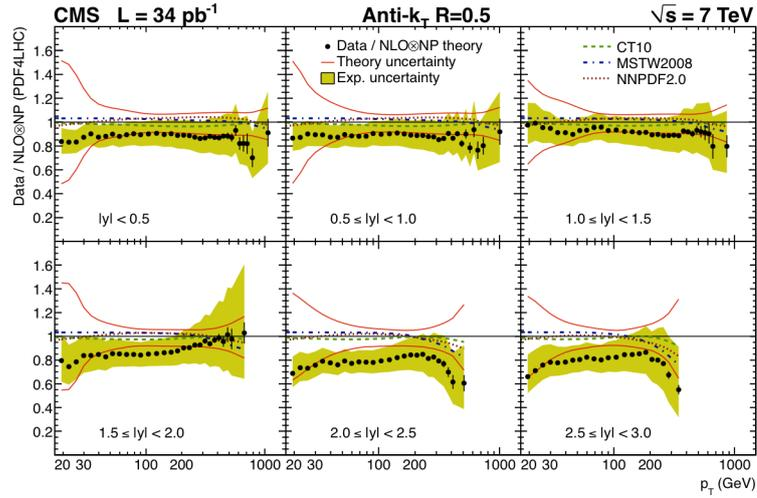 CMS L = 34 pb-1 Anti-kT R=0.5 √s = 7 TeV
Data / NLO⊗NP (PDF4LHC)
1.6
1.4
1.2
1
0.8
0.6
0.4
0.2
Data / NLO⊗NP theory
Theory uncertainty
Exp. uncertainty
CT10
MSTW2008
NNPDF2.0
|y| < 0.5
0.5 ≤ |y| < 1.0
1.0 ≤ |y| < 1.5
1.6
1.4
1.2
1
0.8
0.6
0.4
0.2
1.5 ≤ |y| < 2.0
2.0 ≤ |y| < 2.5
2.5 ≤ |y| < 3.0
20 30 100 200 1000 20 30 100 200 1000 20 30 100 200 1000
pT (GeV)